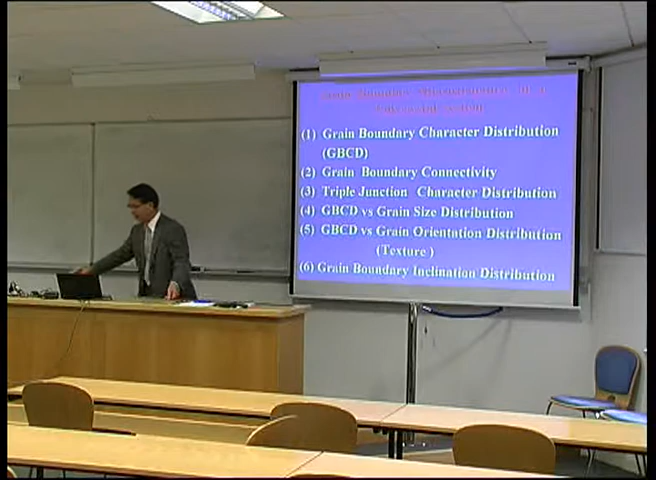 (1) Grain Boundary Character Distribution
(GBCD)
(2) Grain Boundary Connectivity
(3) Triple Junction Character Distribution
(4) GBCD vs Grain Size Distribution
(5) GBCD vs Grain Orientation Distribution
(Texture)
(6) Grain Boundary Inclination Distribution